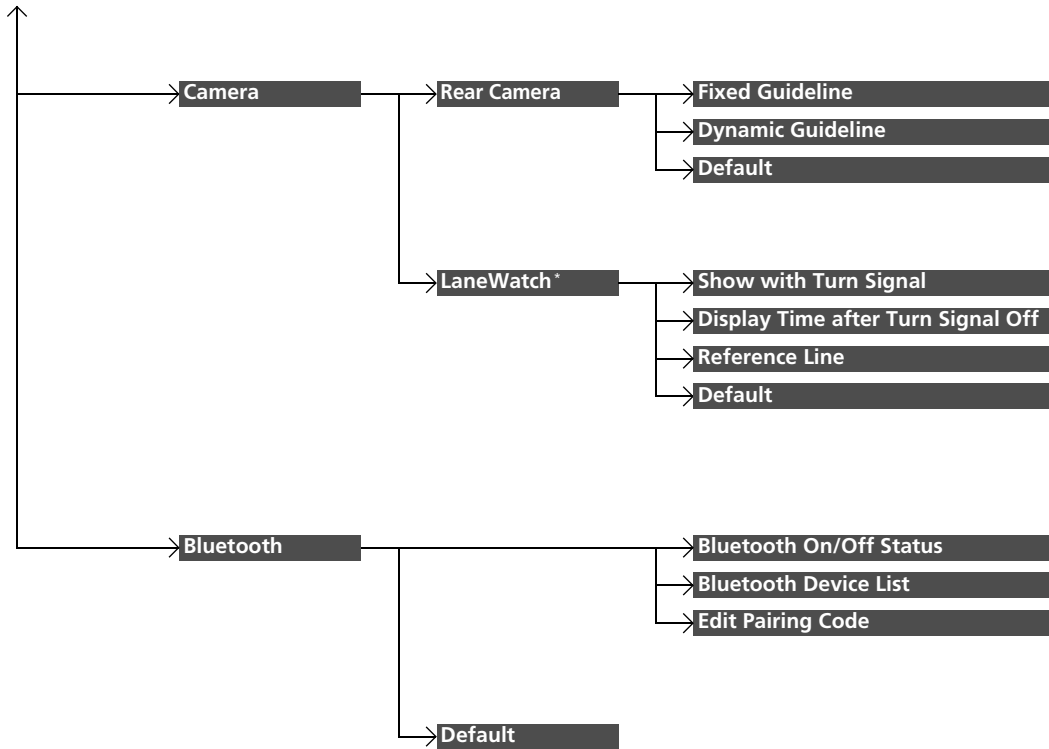 Camera
Rear Camera
Fixed Guideline
Dynamic Guideline
Default
LaneWatch*
Show with Turn Signal
Display Time after Turn Signal Off
Reference Line
Default
Bluetooth
Bluetooth On/Off Status
Bluetooth Device List
Edit Pairing Code
Default